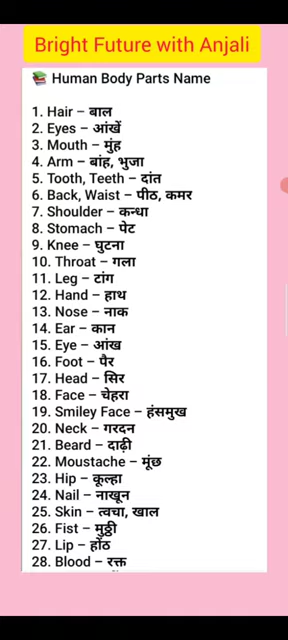 Bright Future with Anjali
📚 Human Body Parts Name
1. Hair – बाल
2. Eyes – आंखें
3. Mouth – मुंह
4. Arm – बांह, भुजा
5. Tooth, Teeth – दांत
6. Back, Waist – पीठ, कमर
7. Shoulder – कन्धा
8. Stomach – पेट
9. Knee – घुटना
10. Throat – गला
11. Leg – टांग
12. Hand – हाथ
13. Nose – नाक
14. Ear – कान
15. Eye – आंख
16. Foot – पैर
17. Head – सिर
18. Face – चेहरा
19. Smiley Face – हंसमुख
20. Neck – गरदन
21. Beard – दाढ़ी
22. Moustache – मूंछ
23. Hip – कूल्हा
24. Nail – नाखून
25. Skin – त्वचा, खाल
26. Fist – मुठ्ठी
27. Lip – होंठ
28. Blood – रक्त